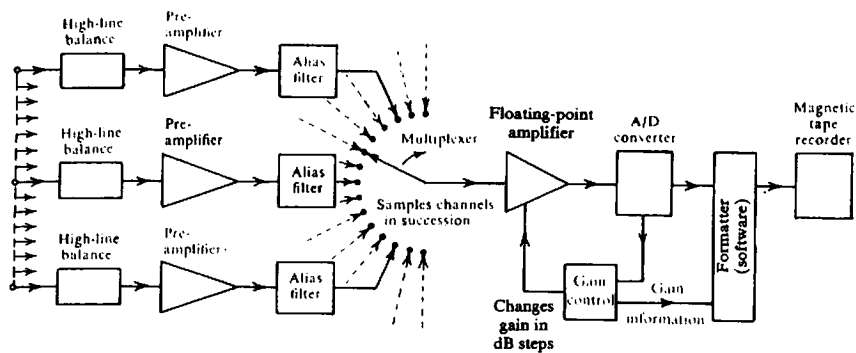 High-line
balance
Pre-
amplifier
Alias
filter
High-line
balance
Pre-
amplifier
Alias
filter
High-line
balance
Pre-
amplifier
Alias
filter
Multiplexer
Samples channels
in succession
Floating-point
amplifier
A/D
converter
Magnetic
tape
recorder
Formatter
(software)
Gain
control
Gain
information
Changes
gain in
dB steps